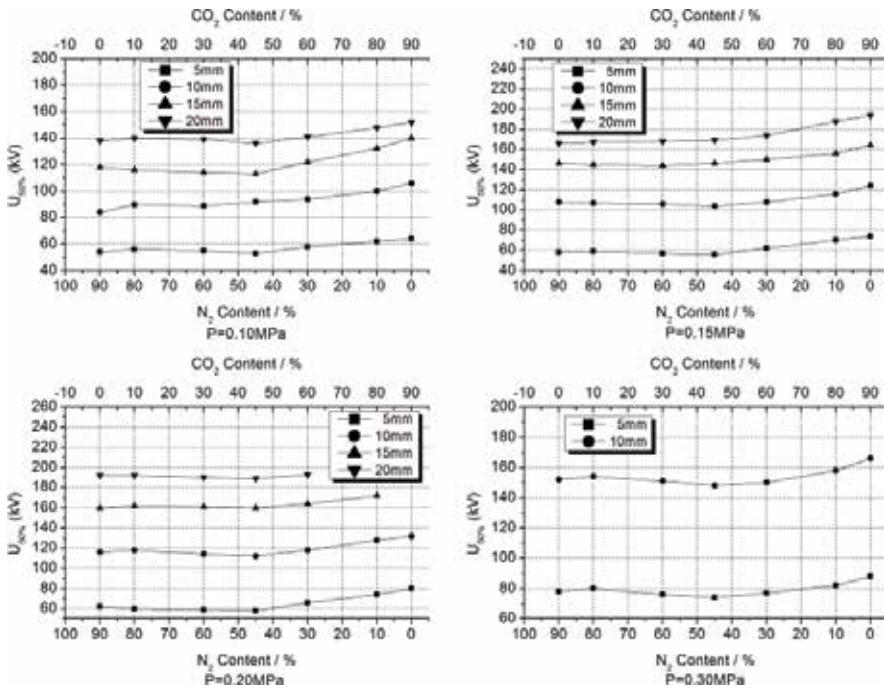 CO2 Content / %
-10 0 10 20 30 40 50 60 70 80 90
200
180
160
140
120
100
80
60
40
U50% (kV)
5mm
10mm
15mm
20mm
100 90 80 70 60 50 40 30 20 10 0
N2 Content / %
P=0.10MPa
CO2 Content / %
-10 0 10 20 30 40 50 60 70 80 90
240
220
200
180
160
140
120
100
80
60
40
U50% (kV)
5mm
10mm
15mm
20mm
100 90 80 70 60 50 40 30 20 10 0
N2 Content / %
P=0.15MPa
CO2 Content / %
-10 0 10 20 30 40 50 60 70 80 90
260
240
220
200
180
160
140
120
100
80
60
U50% (kV)
5mm
10mm
15mm
20mm
100 90 80 70 60 50 40 30 20 10 0
N2 Content / %
P=0.20MPa
CO2 Content / %
-10 0 10 20 30 40 50 60 70 80 90
200
180
160
140
120
100
80
60
U50% (kV)
5mm
10mm
100 90 80 70 60 50 40 30 20 10 0
N2 Content / %
P=0.30MPa